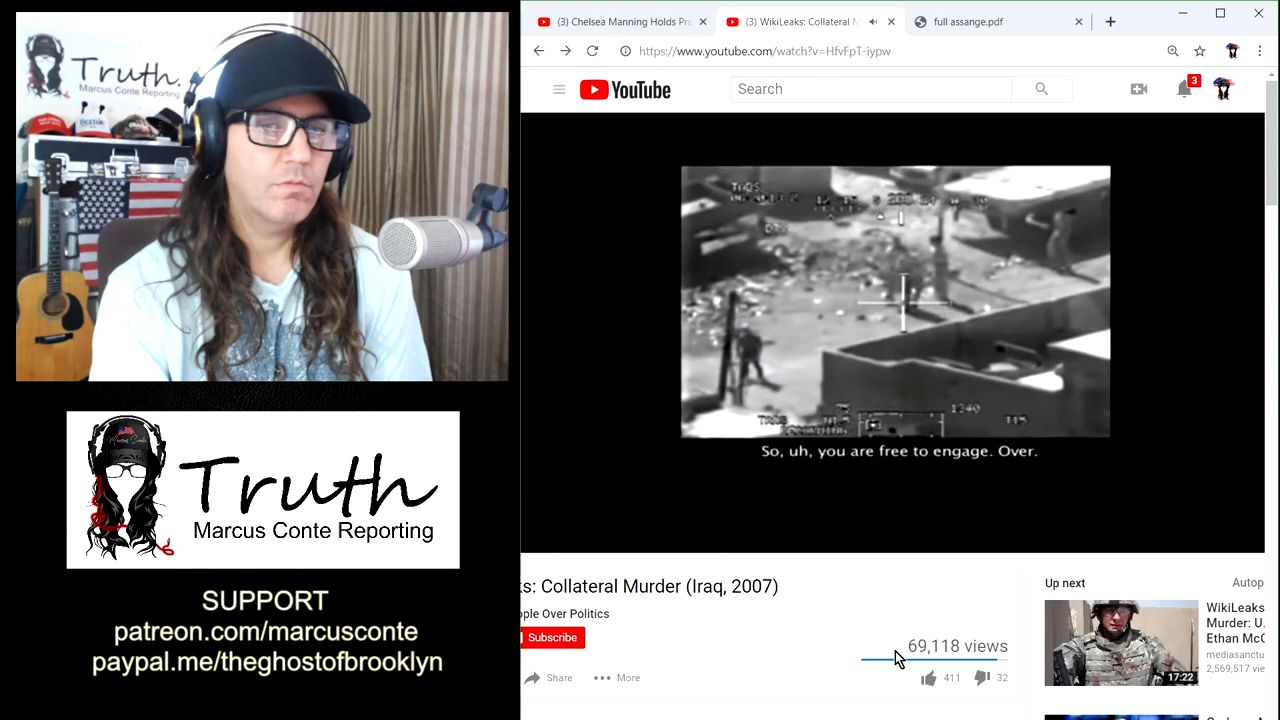 Truth.
Marcus Conte Reporting
Truth
Marcus Conte Reporting
SUPPORT
patreon.com/marcusconte
paypal.me/theghostofbrooklyn
(3) Chelsea Manning Holds Pr
(3) WikiLeaks: Collateral M
full assange.pdf
https://www.youtube.com/watch?v=HfvFpT-iypw
YouTube
Search
3
TADS
1240
So, uh, you are free to engage. Over.
ks: Collateral Murder (Iraq, 2007)
ople Over Politics
Subscribe
69,118 views
Share
More
411
32
Up next
Autop
WikiLeaks
Murder: U.
Ethan McC
mediasanctu
2,569,517 vie
17:22